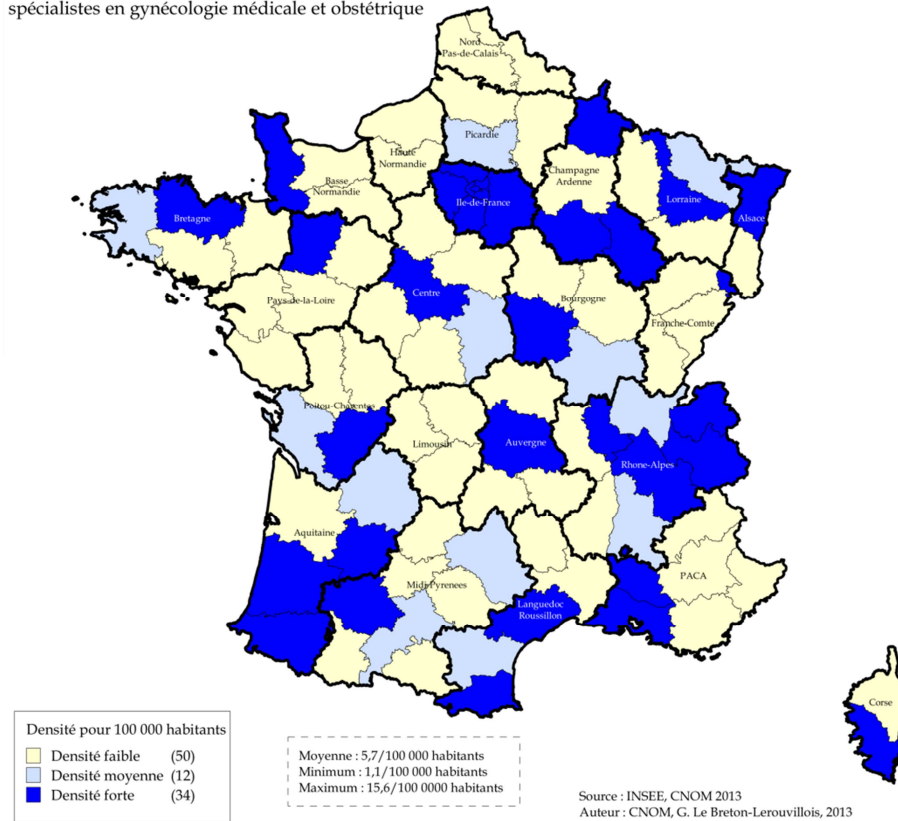 spécialistes en gynécologie médicale et obstétrique
Nord
Pas-de-Calais
Picardie
Haute
Normandie
Basse
Normandie
Champagne
Ardenne
Ile-de-France
Lorraine
Alsace
Bretagne
Pays-de-la-Loire
Centre
Bourgogne
Franche-Comte
Poitou-Charentes
Limousin
Auvergne
Rhone-Alpes
Aquitaine
Midi-Pyrenees
PACA
Languedoc
Roussillon
Corse
Densité pour 100 000 habitants
Densité faible (50)
Densité moyenne (12)
Densité forte (34)
Moyenne : 5,7/100 000 habitants
Minimum : 1,1/100 000 habitants
Maximum : 15,6/100 0000 habitants
Source : INSEE, CNOM 2013
Auteur : CNOM, G. Le Breton-Lerouvillois, 2013